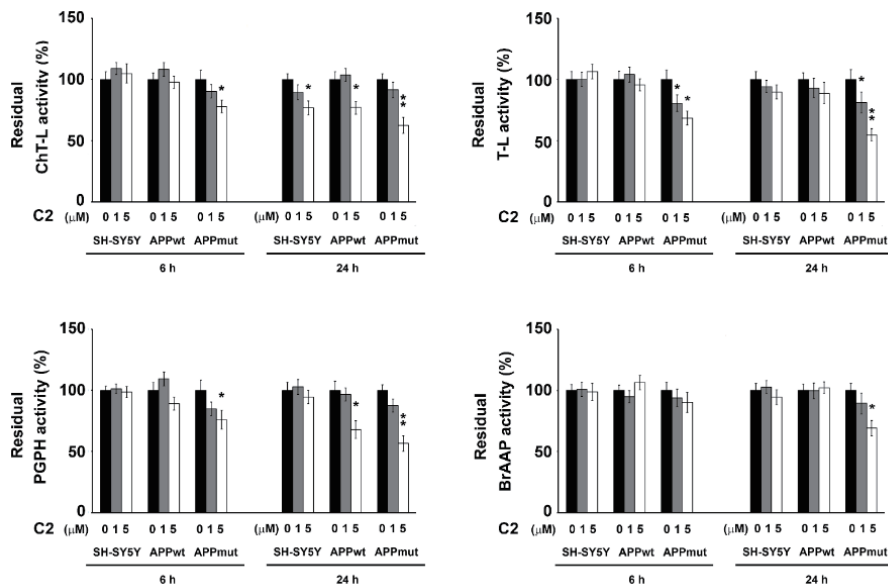 Residual
ChT-L activity (%)
150
100
50
0
*
*
*
*
*
C2 (µM) 0 1 5 0 1 5 0 1 5 (µM) 0 1 5 0 1 5 0 1 5
SH-SY5Y APPwt APPmut SH-SY5Y APPwt APPmut
6 h 24 h
Residual
T-L activity (%)
150
100
50
0
*
*
*
*
*
C2 (µM) 0 1 5 0 1 5 0 1 5 (µM) 0 1 5 0 1 5 0 1 5
SH-SY5Y APPwt APPmut SH-SY5Y APPwt APPmut
6 h 24 h
Residual
PGPH activity (%)
150
100
50
0
*
*
*
*
C2 (µM) 0 1 5 0 1 5 0 1 5 (µM) 0 1 5 0 1 5 0 1 5
SH-SY5Y APPwt APPmut SH-SY5Y APPwt APPmut
6 h 24 h
Residual
BrAAP activity (%)
150
100
50
0
*
C2 (µM) 0 1 5 0 1 5 0 1 5 (µM) 0 1 5 0 1 5 0 1 5
SH-SY5Y APPwt APPmut SH-SY5Y APPwt APPmut
6 h 24 h